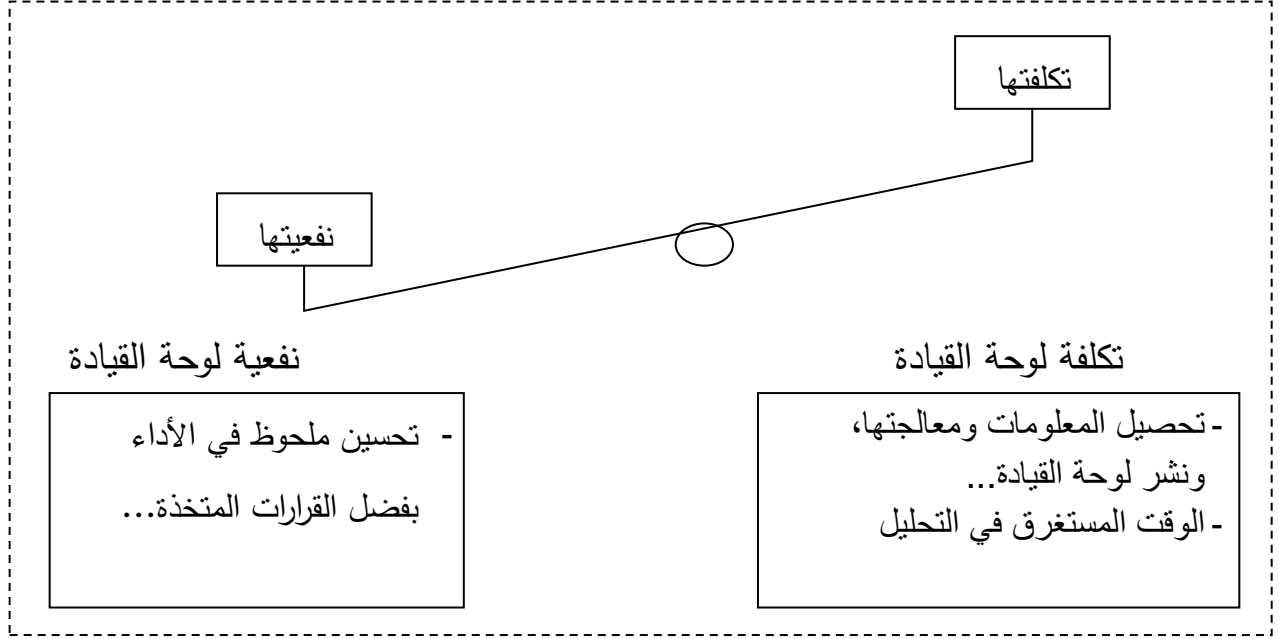 تكلفتها
نفعيتها
تكلفة لوحة القيادة
نفعية لوحة القيادة
- تحصيل المعلومات ومعالجتها،
ونشر لوحة القيادة...
- الوقت المستغرق في التحليل
- تحسين ملحوظ في الأداء
بفضل القرارات المتخذة...